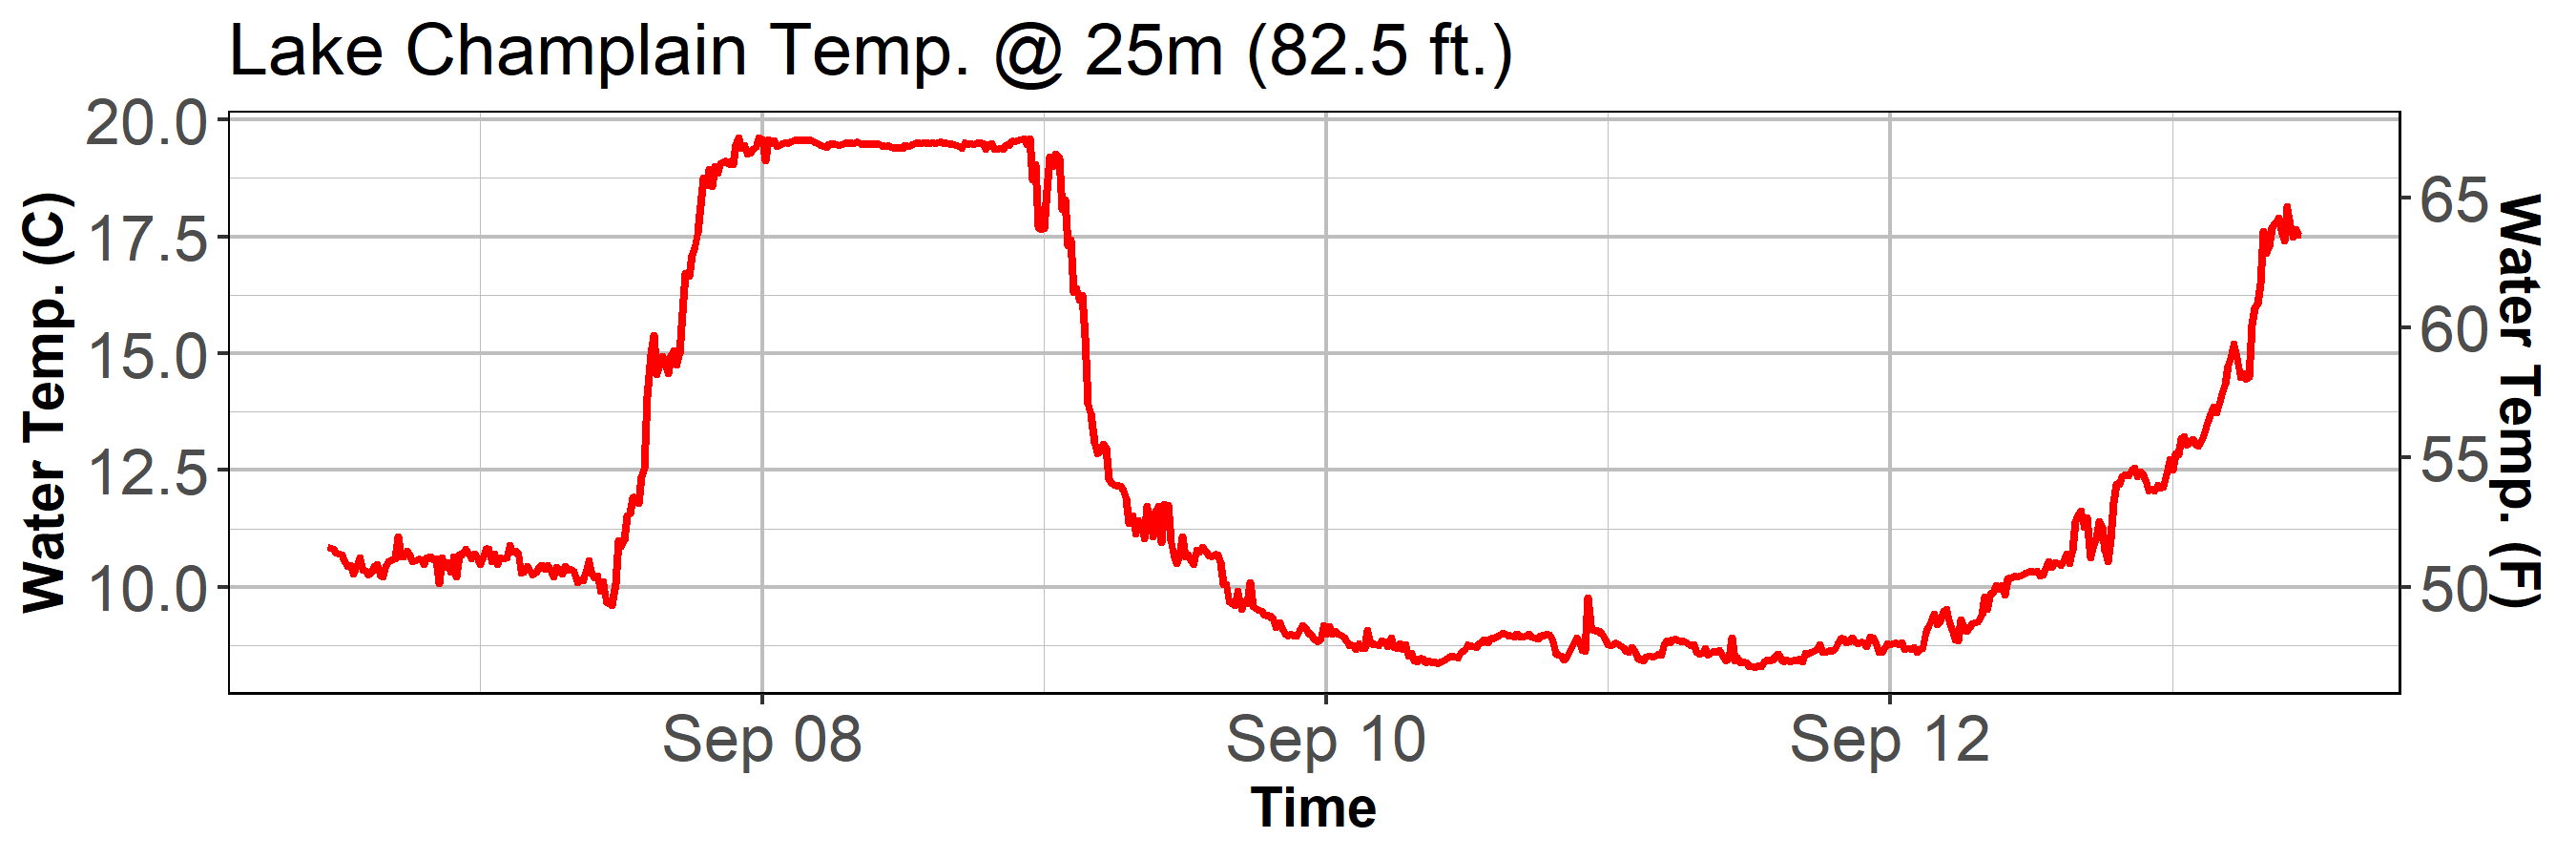 Lake Champlain Temp. @ 25m (82.5 ft.)
Water Temp. (C)
20.0
17.5
15.0
12.5
10.0
65
60
55
50
Water Temp. (F)
Sep 08
Sep 10
Sep 12
Time